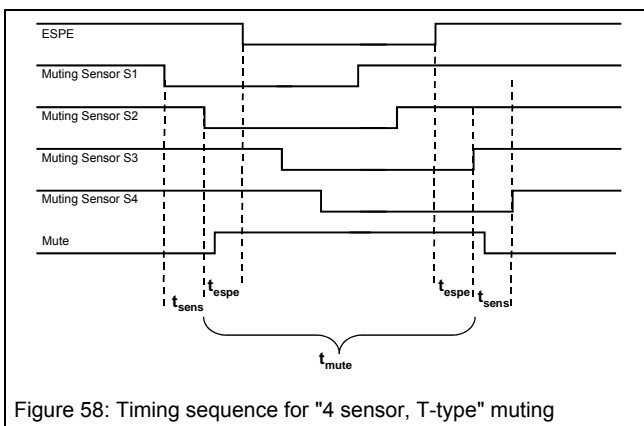 ESPE
Muting Sensor S1
Muting Sensor S2
Muting Sensor S3
Muting Sensor S4
Mute
tespe
tespe
tsens
tsens
tmute
Figure 58: Timing sequence for "4 sensor, T-type" muting